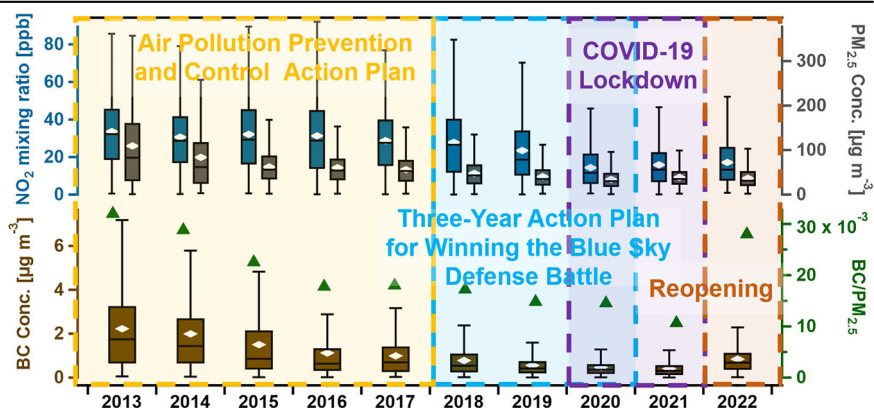 Air Pollution Prevention
and Control Action Plan
COVID-19
Lockdown
NO2 mixing ratio [ppb]
80
60
40
20
0
PM2.5 Conc. [µg m-3]
300
200
100
0
Three-Year Action Plan
for Winning the Blue $ky
Defense Battle
Reopening
BC Conc. [µg m-3]
6
4
2
0
30 x 10-3
20
10
0
BC/PM2.5
2013 2014 2015 2016 2017 2018 2019 2020 2021 2022